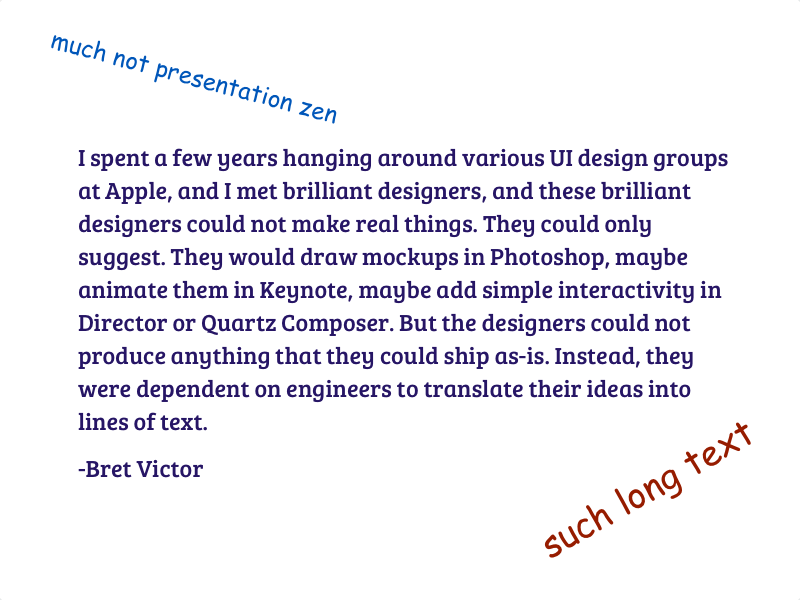 much not presentation zen
I spent a few years hanging around various UI design groups
at Apple, and I met brilliant designers, and these brilliant
designers could not make real things. They could only
suggest. They would draw mockups in Photoshop, maybe
animate them in Keynote, maybe add simple interactivity in
Director or Quartz Composer. But the designers could not
produce anything that they could ship as-is. Instead, they
were dependent on engineers to translate their ideas into
lines of text.
-Bret Victor
such long text